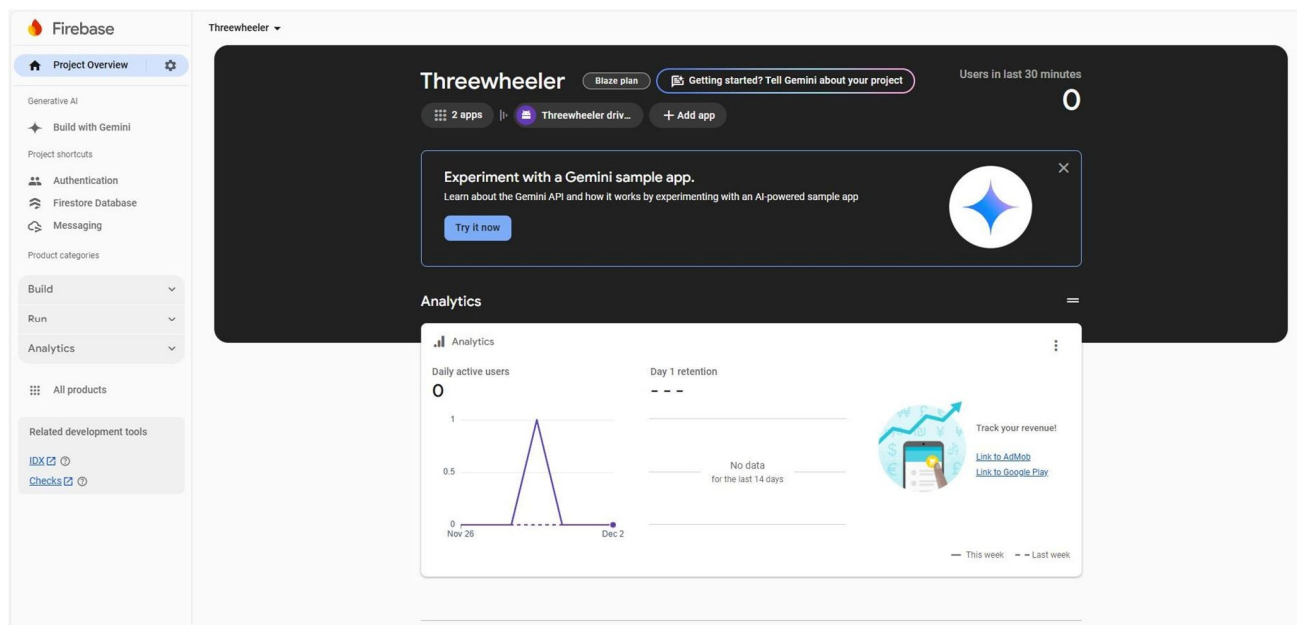 Firebase
Project Overview
Generative AI
Build with Gemini
Project shortcuts
Authentication
Firestore Database
Messaging
Product categories
Build
Run
Analytics
All products
Related development tools
IDX
Checks
Threewheeler
Threewheeler
Blaze plan
Getting started? Tell Gemini about your project
Users in last 30 minutes
0
2 apps
Threewheeler driv...
+ Add app
Experiment with a Gemini sample app.
Learn about the Gemini API and how it works by experimenting with an AI-powered sample app
Try it now
Analytics
Analytics
Daily active users
0
1
0.5
0
Nov 26
Dec 2
Day 1 retention
- - -
No data
for the last 14 days
Track your revenue!
Link to AdMob
Link to Google Play
This week
Last week